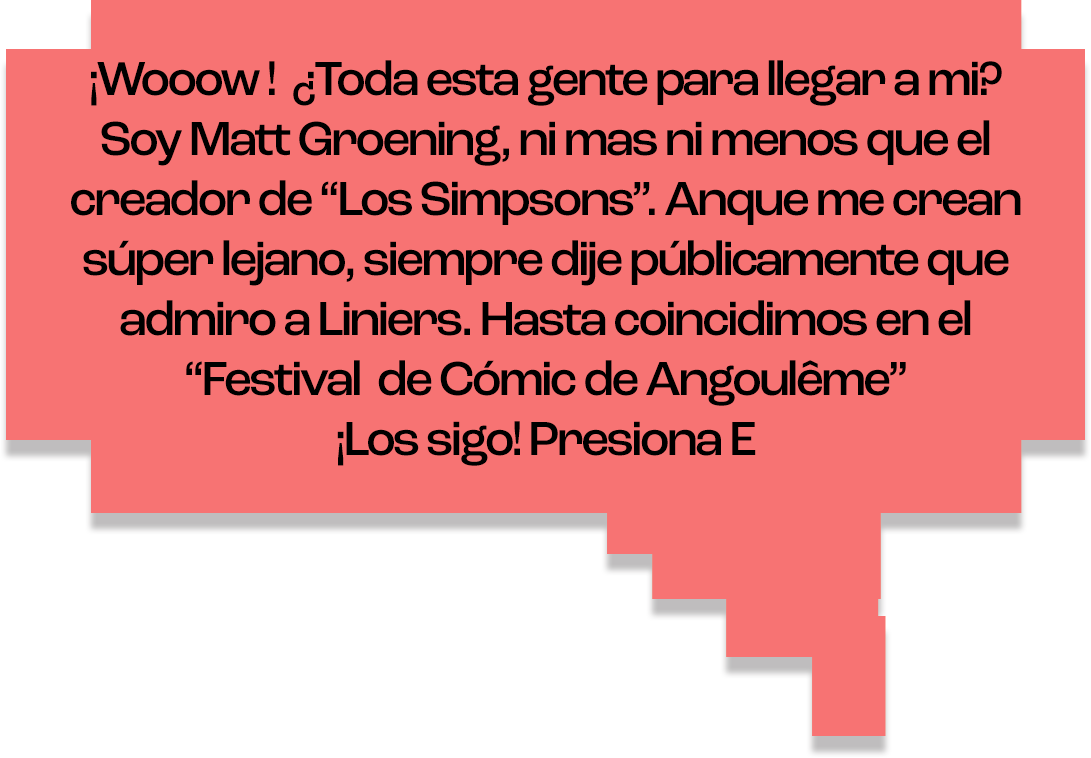 ¡Wooow ! ¿Toda esta gente para llegar a mi?
Soy Matt Groening, ni mas ni menos que el
creador de “Los Simpsons”. Anque me crean
súper lejano, siempre dije públicamente que
admiro a Liniers. Hasta coincidimos en el
“Festival de Cómic de Angoulême”
¡Los sigo! Presiona E